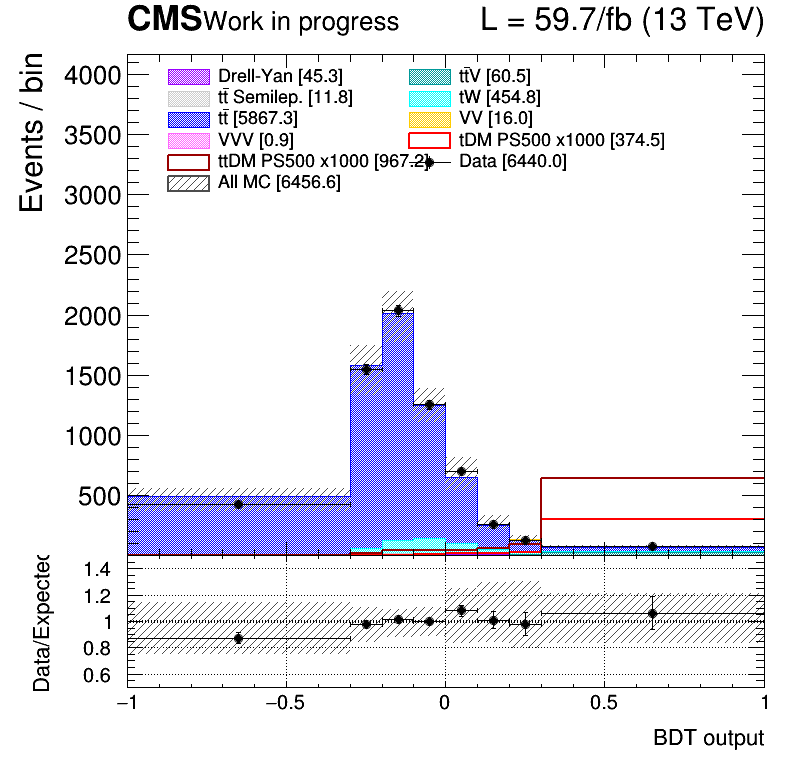 CMS Work in progress L = 59.7/fb (13 TeV)
Events / bin
4000
3500
3000
2500
2000
1500
1000
500
Drell-Yan [45.3] tt̄V [60.5]
tt̄ Semilep. [11.8] tW [454.8]
tt̄ [5867.3] VV [16.0]
VVV [0.9] tDM PS500 x1000 [374.5]
ttDM PS500 x1000 [967.2] Data [6440.0]
All MC [6456.6]
Data/Expected
1.4
1.2
1
0.8
0.6
−1 −0.5 0 0.5 1
BDT output